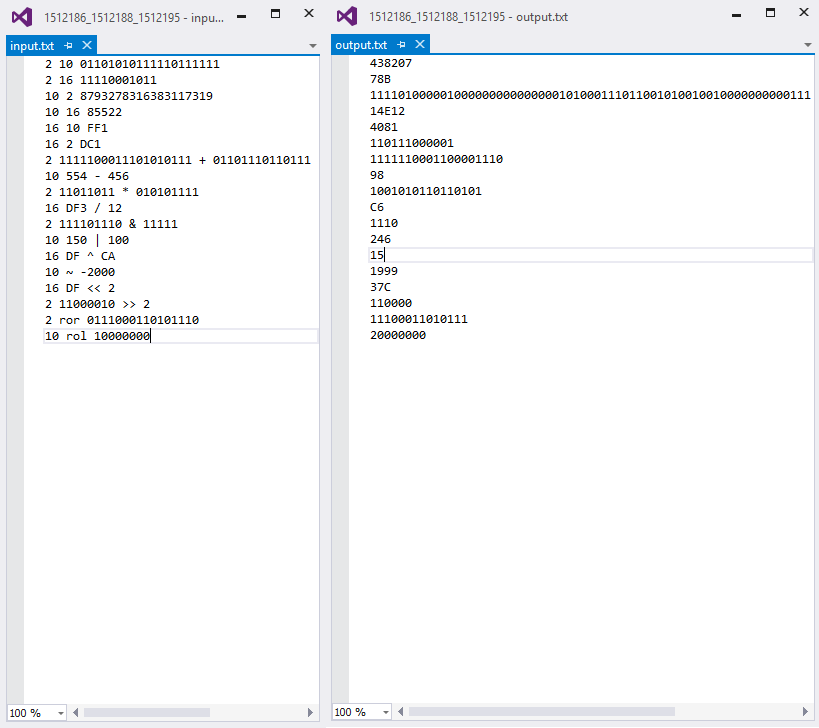 1512186_1512188_1512195 - inpu...
input.txt
2 10 01101010111110111111
2 16 11110001011
10 2 8793278316383117319
10 16 85522
16 10 FF1
16 2 DC1
2 1111100011101010111 + 01101110110111
10 554 - 456
2 11011011 * 010101111
16 DF3 / 12
2 111101110 & 11111
10 150 | 100
16 DF ^ CA
10 ~ -2000
16 DF << 2
2 11000010 >> 2
2 ror 0111000110101110
10 rol 10000000
100 %
1512186_1512188_1512195 - output.txt
output.txt
438207
78B
111101000001000000000000000101000111011001010010010000000000111
14E12
4081
110111000001
1111110001100001110
98
1001010110110101
C6
1110
246
15
1999
37C
110000
11100011010111
20000000
100 %